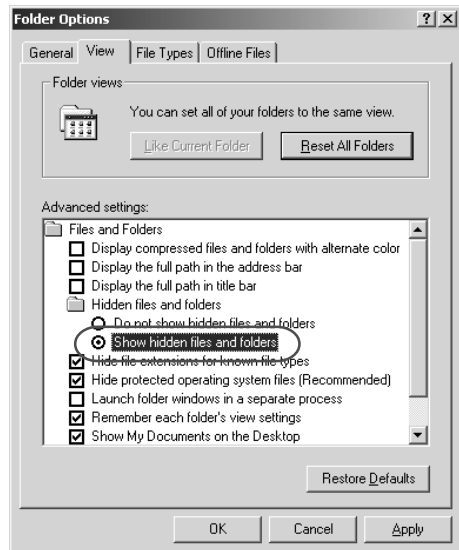 Folder Options
General View File Types Offline Files
Folder views
You can set all of your folders to the same view.
Like Current Folder Reset All Folders
Advanced settings:
Files and Folders
Display compressed files and folders with alternate color
Display the full path in the address bar
Display the full path in title bar
Hidden files and folders
Do not show hidden files and folders
Show hidden files and folders
Hide file extensions for known file types
Hide protected operating system files (Recommended)
Launch folder windows in a separate process
Remember each folder's view settings
Show My Documents on the Desktop
Restore Defaults
OK Cancel Apply